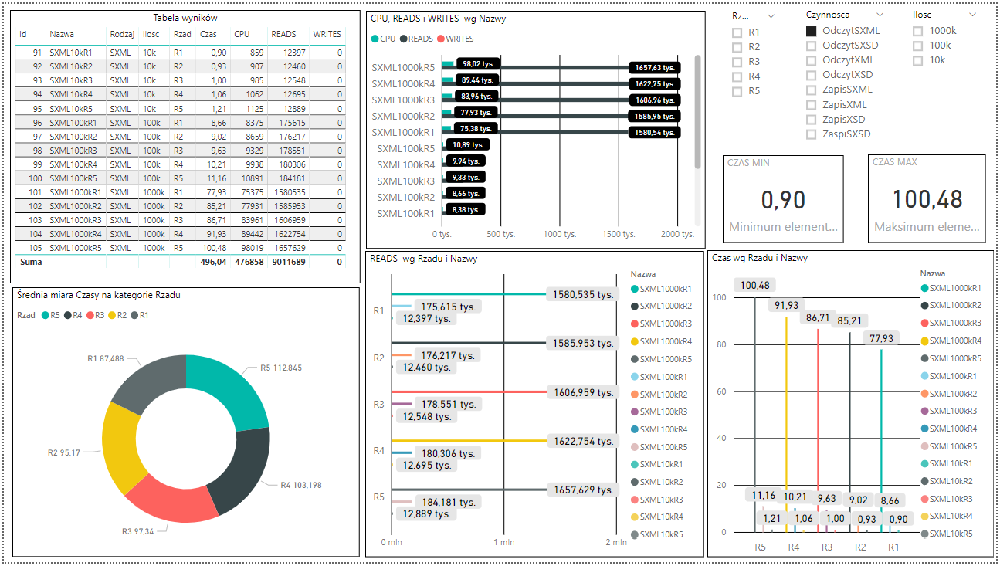 Tabela wyników
Id Nazwa Rodzaj Ilosc Rzad Czas CPU READS WRITES
91 SXML10kR1 SXML 10k R1 0,90 859 12397 0
92 SXML10kR2 SXML 10k R2 0,93 907 12460 0
93 SXML10kR3 SXML 10k R3 1,00 985 12548 0
94 SXML10kR4 SXML 10k R4 1,06 1062 12695 0
95 SXML10kR5 SXML 10k R5 1,21 1125 12889 0
96 SXML100kR1 SXML 100k R1 8,66 8375 175615 0
97 SXML100kR2 SXML 100k R2 9,02 8659 176217 0
98 SXML100kR3 SXML 100k R3 9,63 9329 178551 0
99 SXML100kR4 SXML 100k R4 10,21 9938 180306 0
100 SXML100kR5 SXML 100k R5 11,16 10891 184181 0
101 SXML1000kR1 SXML 1000k R1 77,93 75375 1580535 0
102 SXML1000kR2 SXML 1000k R2 85,21 77931 1585953 0
103 SXML1000kR3 SXML 1000k R3 86,71 83961 1606959 0
104 SXML1000kR4 SXML 1000k R4 91,93 89442 1622754 0
105 SXML1000kR5 SXML 1000k R5 100,48 98019 1657629 0
Suma 496,04 476858 9011689 0
CPU, READS i WRITES wg Nazwy
CPU READS WRITES
SXML1000kR5 98,02 tys. 1657,63 tys.
SXML1000kR4 89,44 tys. 1622,75 tys.
SXML1000kR3 83,96 tys. 1606,96 tys.
SXML1000kR2 77,93 tys. 1585,95 tys.
SXML1000kR1 75,38 tys. 1580,54 tys.
SXML100kR5 10,89 tys.
SXML100kR4 9,94 tys.
SXML100kR3 9,33 tys.
SXML100kR2 8,66 tys.
SXML100kR1 8,38 tys.
0 tys. 500 tys. 1000 tys. 1500 tys. 2000 tys.
Rz...
R1
R2
R3
R4
R5
Czynnosca
OdczytSXML
OdczytSXSD
OdczytXML
OdczytXSD
ZapisSXML
ZapisXML
ZapisXSD
ZaspiSXSD
Ilosc
1000k
100k
10k
CZAS MIN
0,90
Minimum element...
CZAS MAX
100,48
Maksimum eleme...
Średnia miara Czasy na kategorie Rzadu
Rzad R5 R4 R3 R2 R1
R1 87,488
R5 112,845
R2 95,17
R4 103,198
R3 97,34
READS wg Rzadu i Nazwy
R1 1580,535 tys.
175,615 tys.
12,397 tys.
R2 1585,953 tys.
176,217 tys.
12,460 tys.
R3 1606,959 tys.
178,551 tys.
12,548 tys.
R4 1622,754 tys.
180,306 tys.
12,695 tys.
R5 1657,629 tys.
184,181 tys.
12,889 tys.
0 mln 1 mln 2 mln
Nazwa
SXML1000kR1
SXML1000kR2
SXML1000kR3
SXML1000kR4
SXML1000kR5
SXML100kR1
SXML100kR2
SXML100kR3
SXML100kR4
SXML100kR5
SXML10kR1
SXML10kR2
SXML10kR3
SXML10kR4
SXML10kR5
Czas wg Rzadu i Nazwy
100
80
60
40
20
0
100,48 91,93 86,71 85,21 77,93
11,16 10,21 9,63 9,02 8,66
1,21 1,06 1,00 0,93 0,90
R5 R4 R3 R2 R1
Nazwa
SXML1000kR1
SXML1000kR2
SXML1000kR3
SXML1000kR4
SXML1000kR5
SXML100kR1
SXML100kR2
SXML100kR3
SXML100kR4
SXML100kR5
SXML10kR1
SXML10kR2
SXML10kR3
SXML10kR4
SXML10kR5